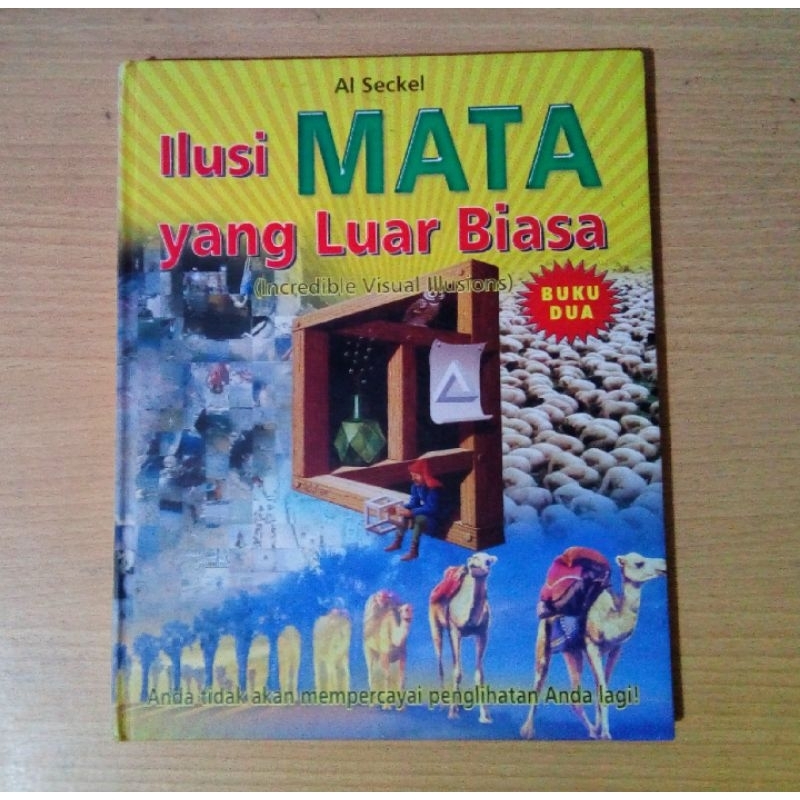 Al Seckel
Ilusi MATA
yang Luar Biasa
(Incredible Visual Illusions)
BUKU
DUA
Anda tidak akan mempercayai penglihatan Anda lagi!